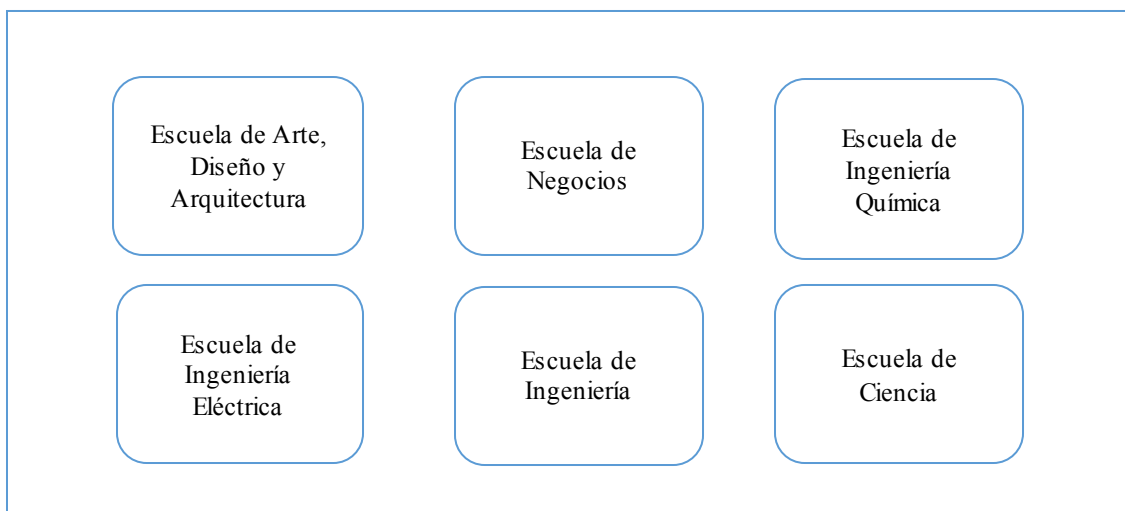 Escuela de Arte,
Diseño y
Arquitectura
Escuela de
Negocios
Escuela de
Ingeniería
Química
Escuela de
Ingeniería
Eléctrica
Escuela de
Ingeniería
Escuela de
Ciencia